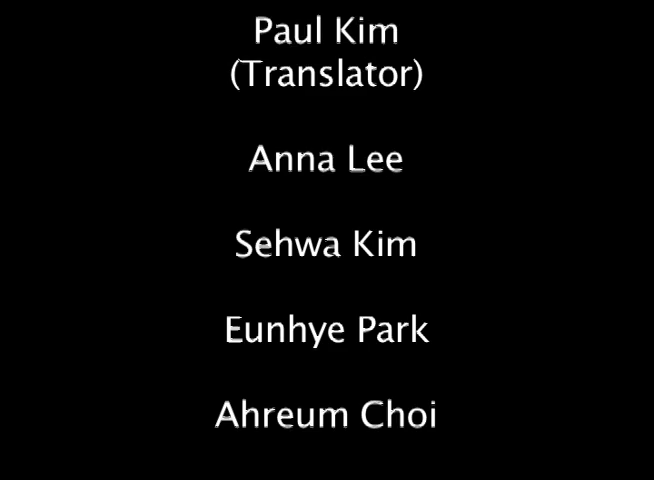 Paul Kim
(Translator)
Anna Lee
Sehwa Kim
Eunhye Park
Ahreum Choi